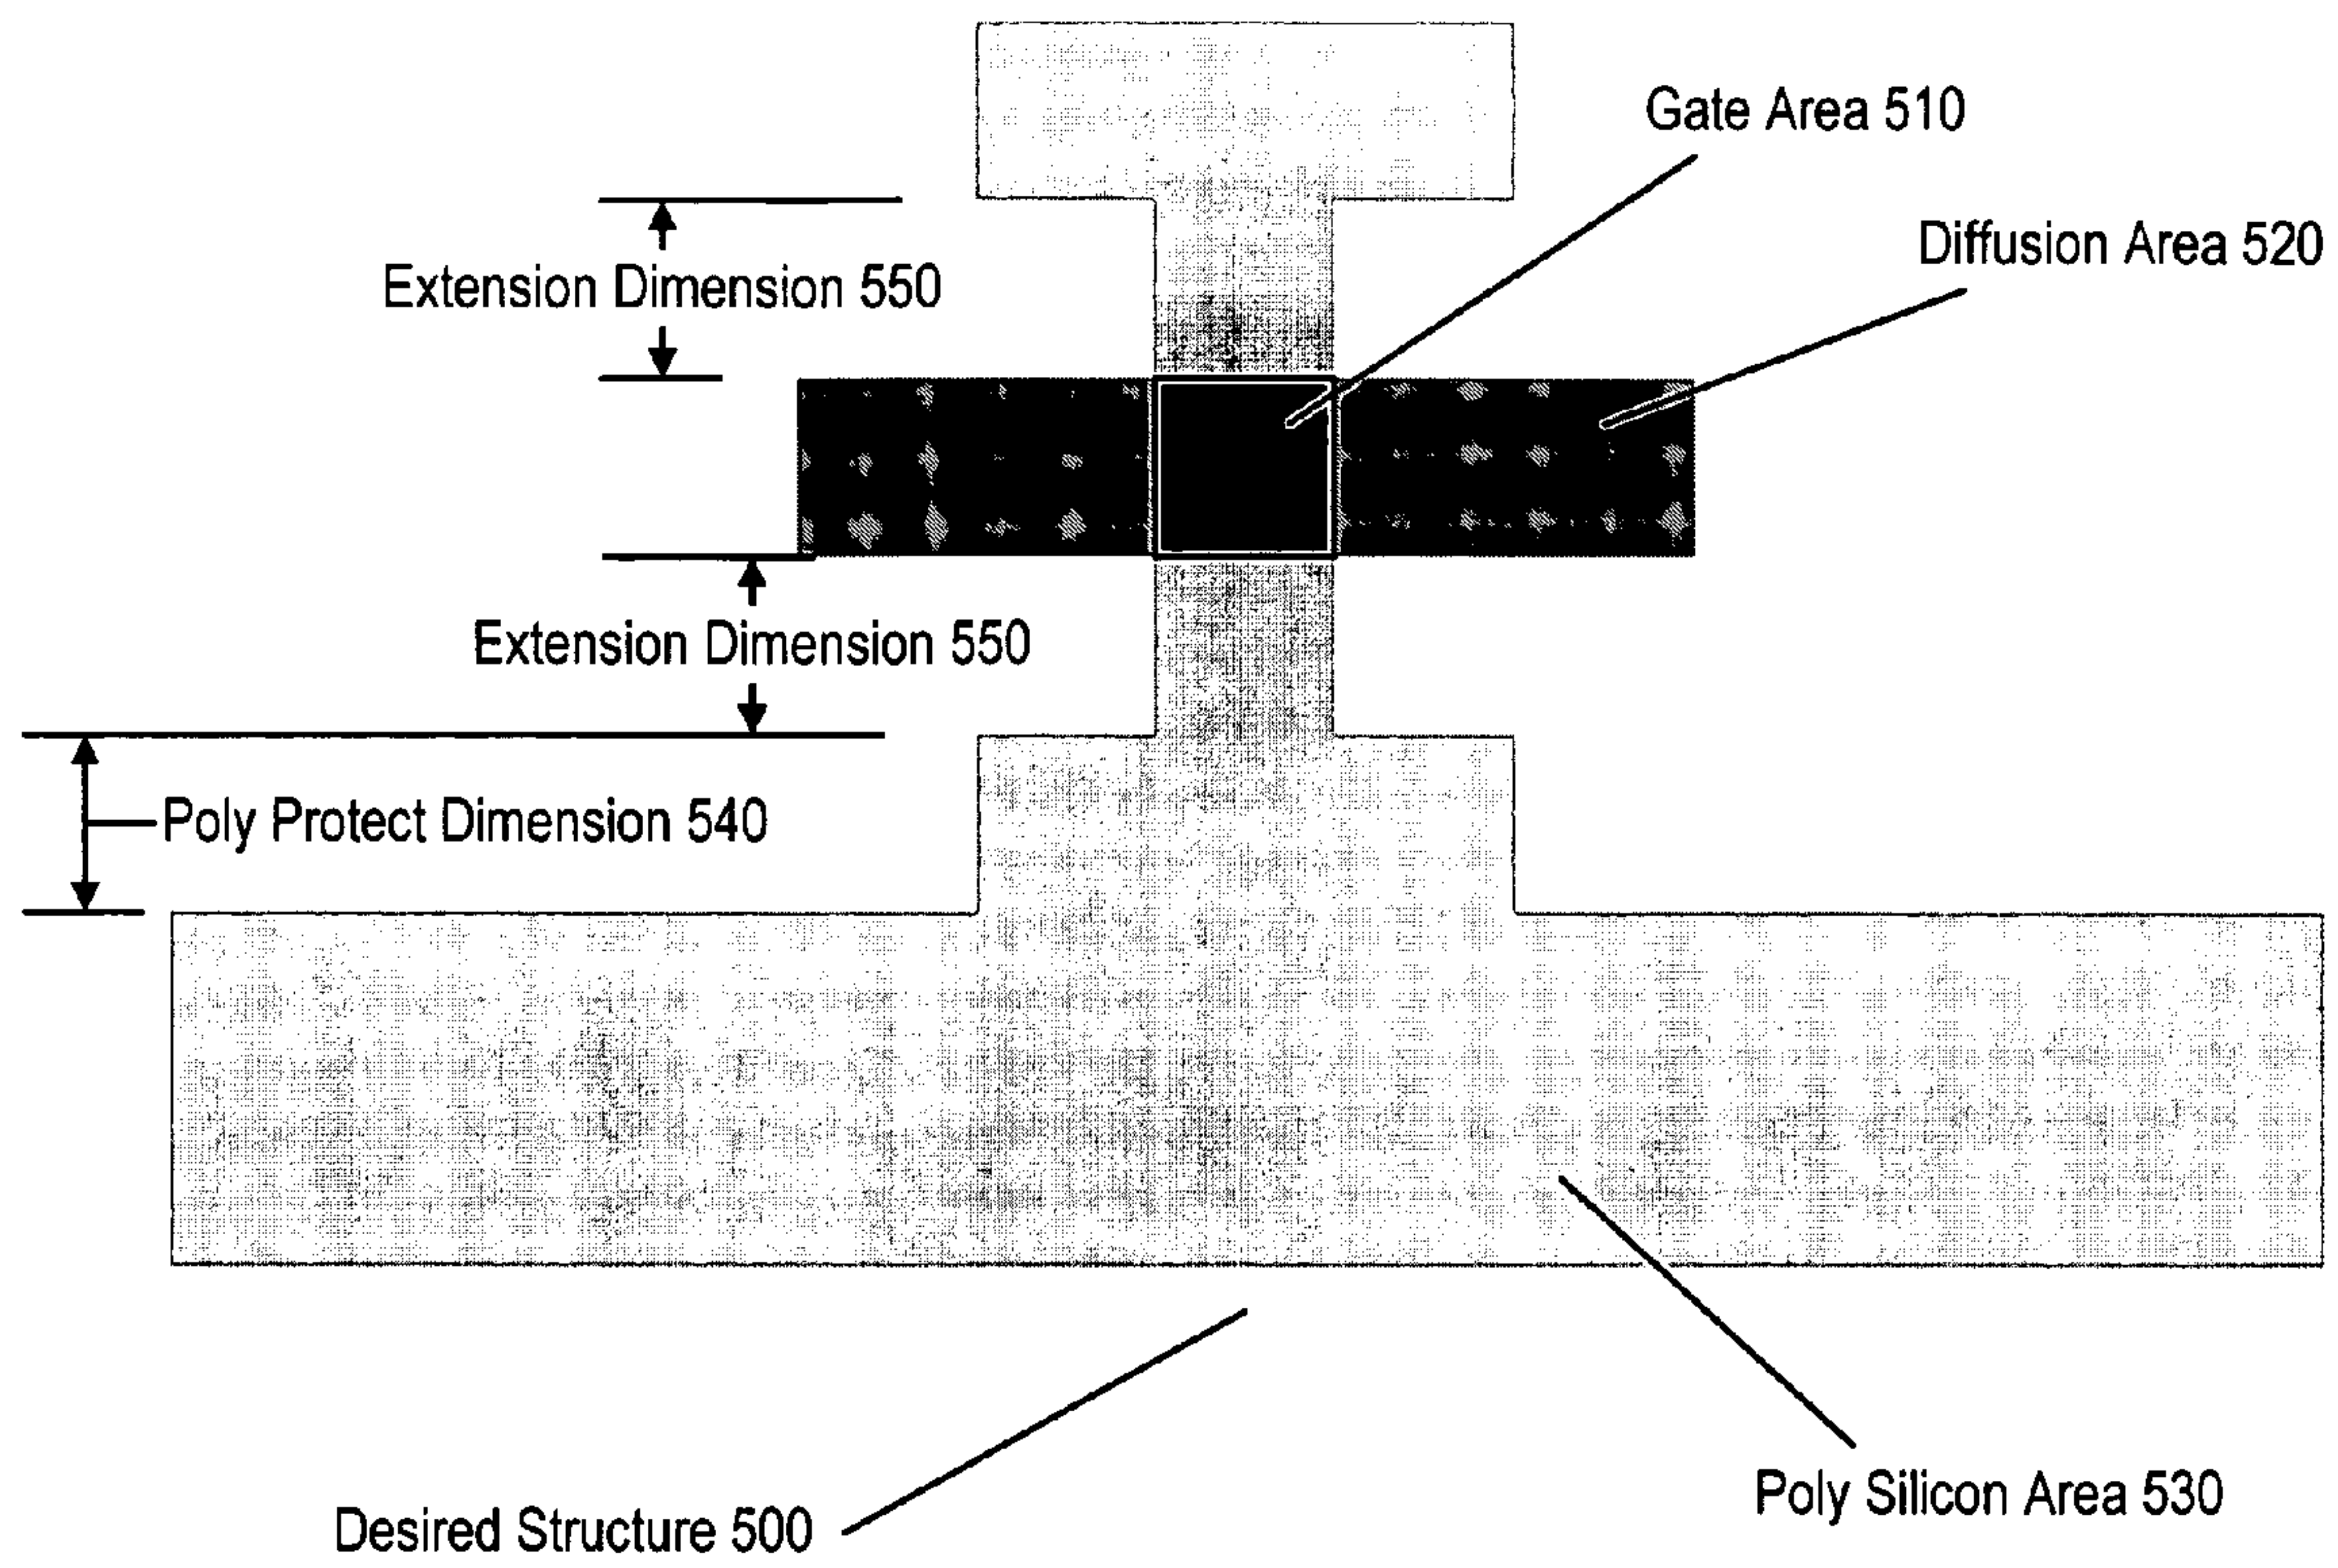 Gate Area 510
Diffusion Area 520
Extension Dimension 550
Extension Dimension 550
Poly Protect Dimension 540
Poly Silicon Area 530
Desired Structure 500